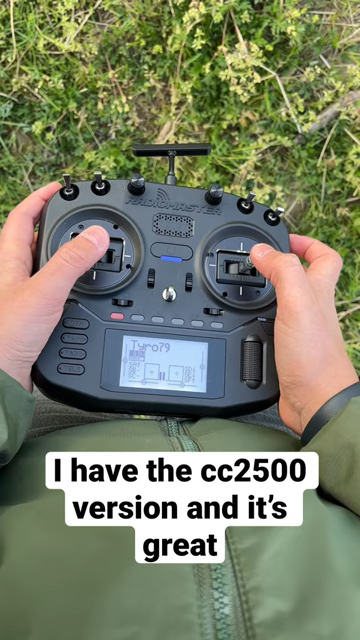 RADIOMASTER
Tyro79
I have the cc2500
version and it's
great